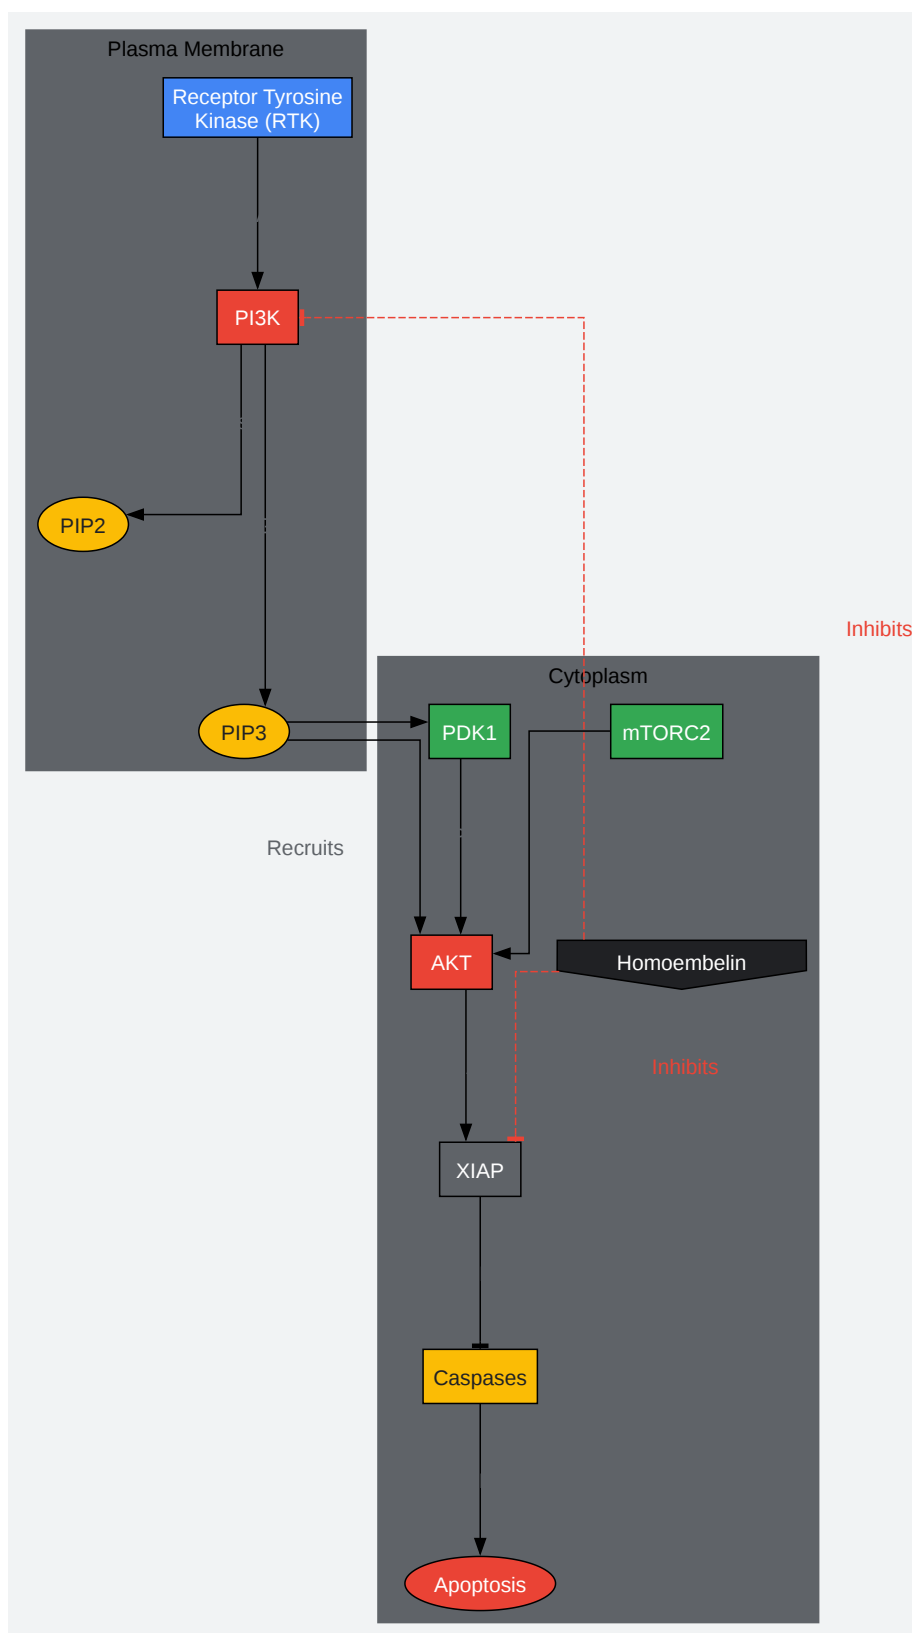 Plasma Membrane
Receptor Tyrosine
Kinase (RTK)
PI3K
PIP2
Inhibits
Cytoplasm
PIP3
PDK1
mTORC2
Recruits
AKT
Homoembelin
Inhibits
XIAP
Caspases
Apoptosis